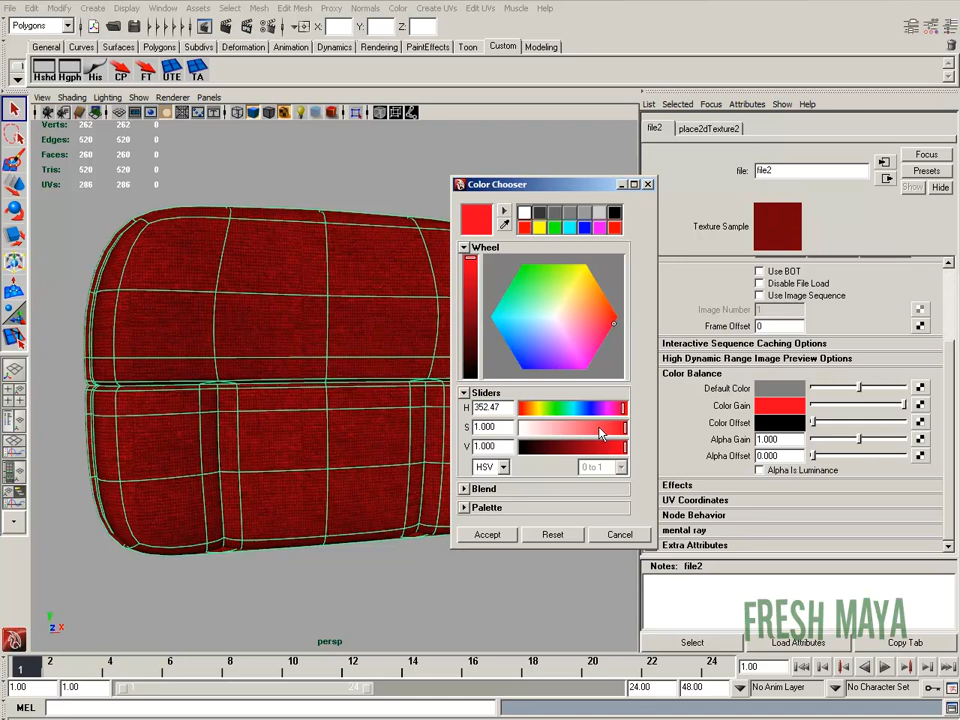 File Edit Modify Create Display Window Assets Select Mesh Edit Mesh Proxy Normals Color Create UVs Edit UVs Muscle Help
Polygons X: Y: Z:
General Curves Surfaces Polygons Subdivs Deformation Animation Dynamics Rendering PaintEffects Toon Custom Modeling
Hshd Hgph His CP FT UTE TA
View Shading Lighting Show Renderer Panels
List Selected Focus Attributes Show Help
Verts: 262 262 0
Edges: 520 520 0
Faces: 260 260 0
Tris: 520 520 0
UVs: 286 286 0
file2 place2dTexture2
file: file2
Focus
Presets
Show Hide
Texture Sample
Use BOT
Disable File Load
Use Image Sequence
Image Number 1
Frame Offset 0
Interactive Sequence Caching Options
High Dynamic Range Image Preview Options
Color Balance
Default Color
Color Gain
Color Offset
Alpha Gain 1.000
Alpha Offset 0.000
Alpha Is Luminance
Effects
UV Coordinates
Node Behavior
mental ray
Extra Attributes
Notes: file2
Select Load Attributes Copy Tab
FRESH MAYA
Color Chooser
Wheel
Sliders
H 352.47
S 1.000
V 1.000
HSV 0 to 1
Blend
Palette
Accept Reset Cancel
Y
Z X
persp
1 2 4 6 8 10 12 14 16 18 20 22 24 1.00
1.00 1.00 1 24 24.00 48.00 No Anim Layer No Character Set
MEL